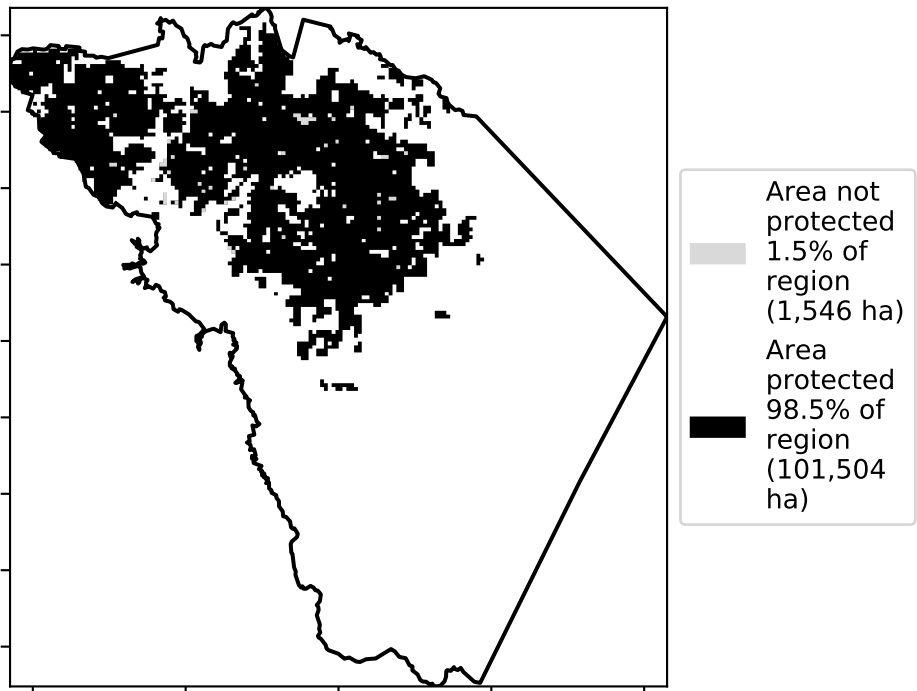 Area not
protected
1.5% of
region
(1,546 ha)
Area
protected
98.5% of
region
(101,504
ha)